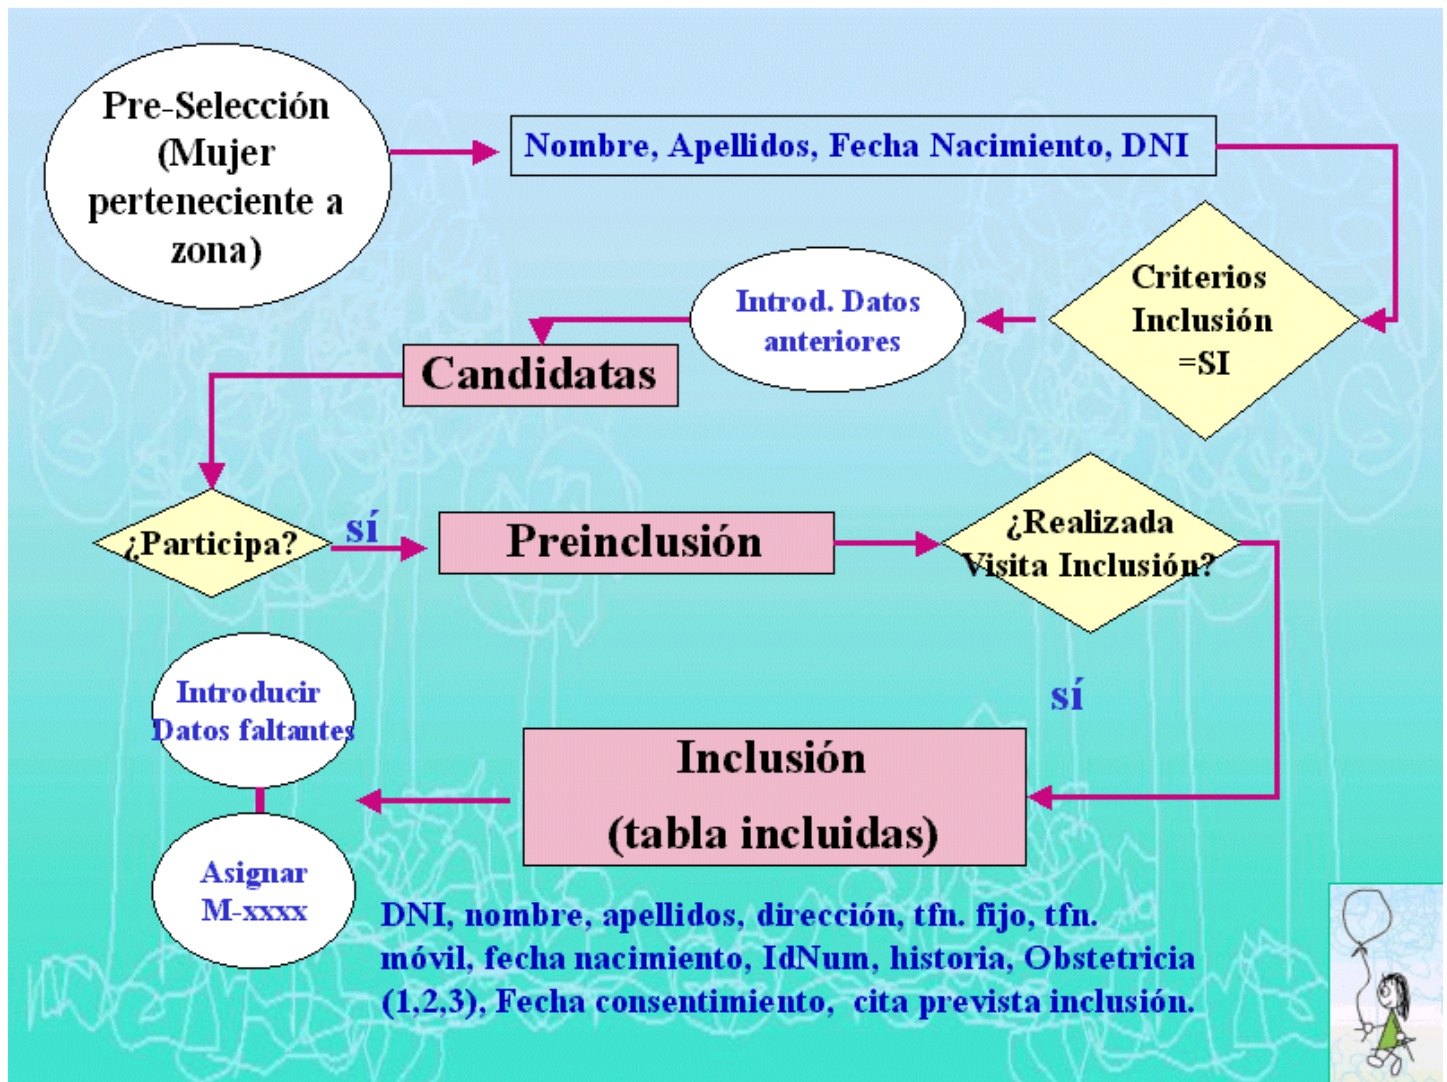 Pre-Selección
(Mujer
perteneciente a
zona)
Nombre, Apellidos, Fecha Nacimiento, DNI
Criterios
Inclusión
=SI
Introd. Datos
anteriores
Candidatas
¿Participa?
sí
Preinclusión
¿Realizada
Visita Inclusión?
sí
Inclusión
(tabla incluidas)
Introducir
Datos faltantes
Asignar
M-xxxx
DNI, nombre, apellidos, dirección, tfn. fijo, tfn.
móvil, fecha nacimiento, IdNum, historia, Obstetricia
(1,2,3), Fecha consentimiento, cita prevista inclusión.